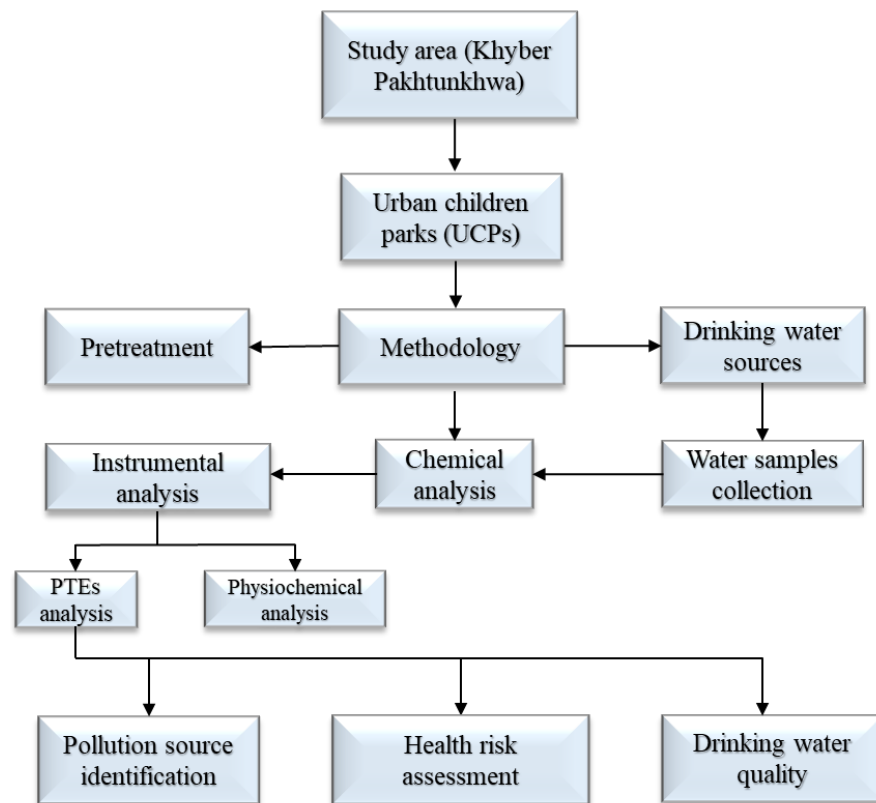 Study area (Khyber
Pakhtunkhwa)
Urban children
parks (UCPs)
Pretreatment
Methodology
Drinking water
sources
Instrumental
analysis
Chemical
analysis
Water samples
collection
PTEs
analysis
Physiochemical
analysis
Pollution source
identification
Health risk
assessment
Drinking water
quality